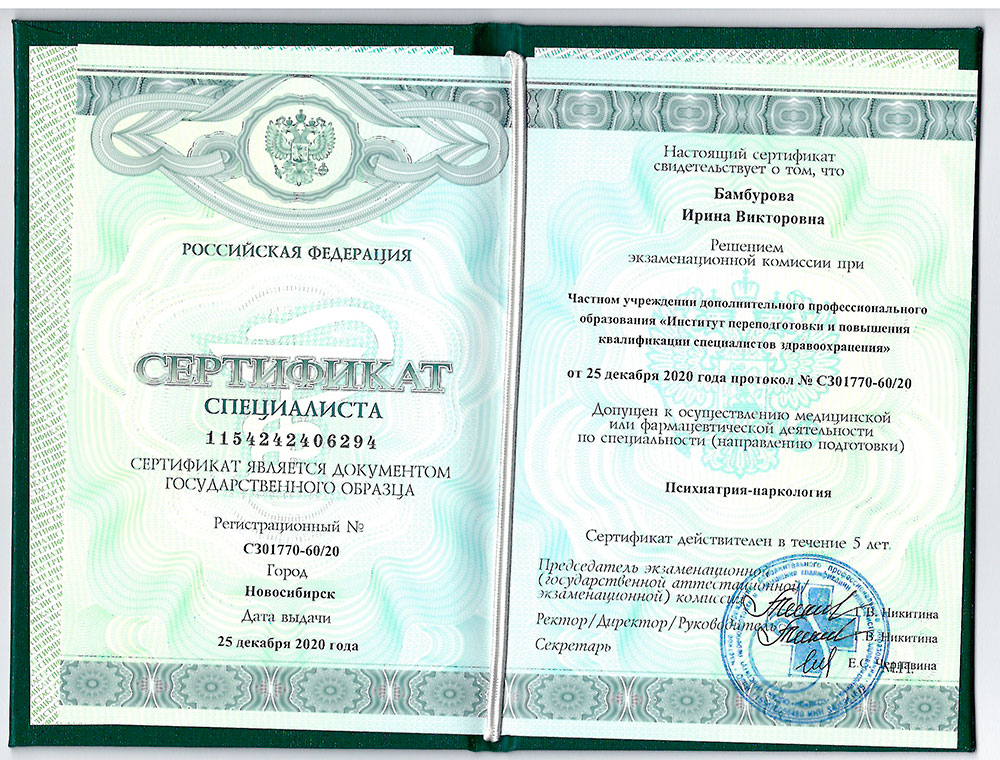 РОССИЙСКАЯ ФЕДЕРАЦИЯ
СЕРТИФИКАТ
СПЕЦИАЛИСТА
1154242406294
СЕРТИФИКАТ ЯВЛЯЕТСЯ ДОКУМЕНТОМ
ГОСУДАРСТВЕННОГО ОБРАЗЦА
Регистрационный №
СЗ01770-60/20
Город
Новосибирск
Дата выдачи
25 декабря 2020 года
Настоящий сертификат
свидетельствует о том, что
Бамбурова
Ирина Викторовна
Решением
экзаменационной комиссии при
Частном учреждении дополнительного профессионального
образования «Институт переподготовки и повышения
квалификации специалистов здравоохранения»
от 25 декабря 2020 года протокол № СЗ01770-60/20
Допущен к осуществлению медицинской
или фармацевтической деятельности
по специальности (направлению подготовки)
Психиатрия-наркология
Сертификат действителен в течение 5 лет.
Председатель экзаменационной
(государственной аттестационной/
экзаменационной) комиссии
Г.В. Никитина
Ректор/Директор/Руководитель
В. Никитина
Секретарь
Е.С. Чернявина
М.П.